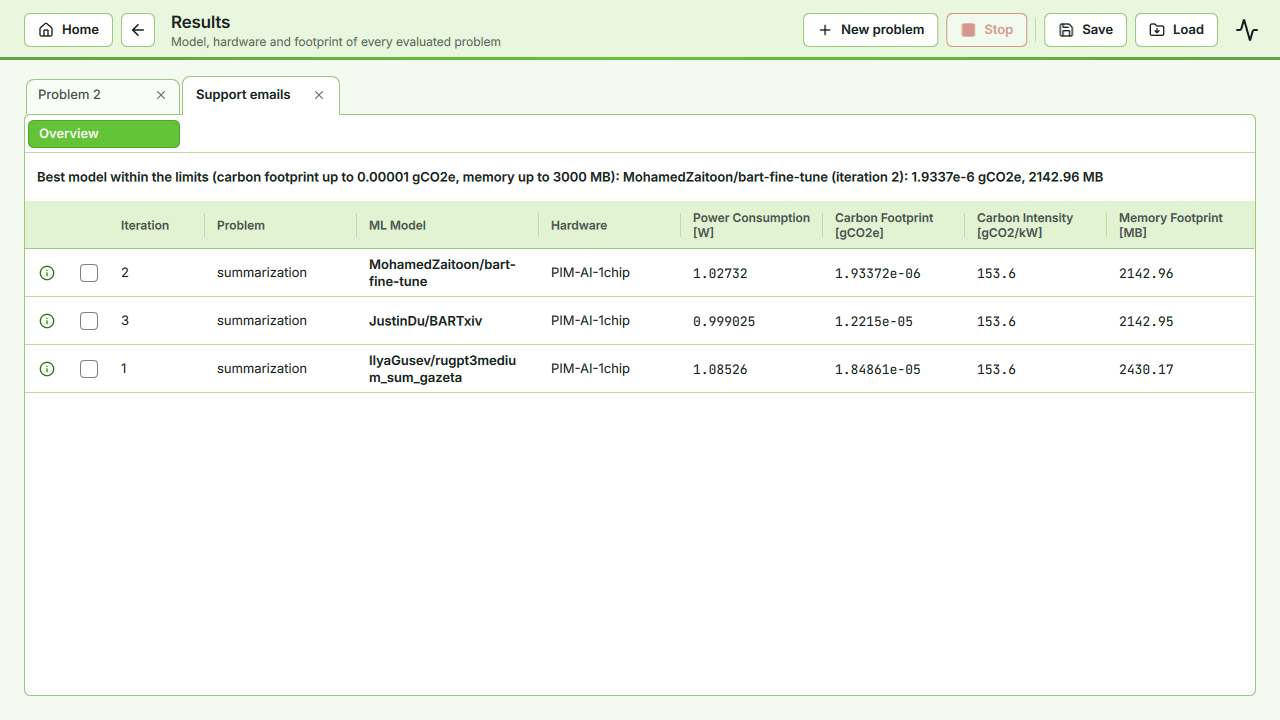 Home
Results
Model, hardware and footprint of every evaluated problem
New problem
Stop
Save
Load
Problem 2
Support emails
Overview
Best model within the limits (carbon footprint up to 0.00001 gCO2e, memory up to 3000 MB): MohamedZaitoon/bart-fine-tune (iteration 2): 1.9337e-6 gCO2e, 2142.96 MB
Iteration
Problem
ML Model
Hardware
Power Consumption
[W]
Carbon Footprint
[gCO2e]
Carbon Intensity
[gCO2/kW]
Memory Footprint
[MB]
2
summarization
MohamedZaitoon/bart-
fine-tune
PIM-AI-1chip
1.02732
1.93372e-06
153.6
2142.96
3
summarization
JustinDu/BARTxiv
PIM-AI-1chip
0.999025
1.2215e-05
153.6
2142.95
1
summarization
IlyaGusev/rugpt3mediu
m_sum_gazeta
PIM-AI-1chip
1.08526
1.84861e-05
153.6
2430.17